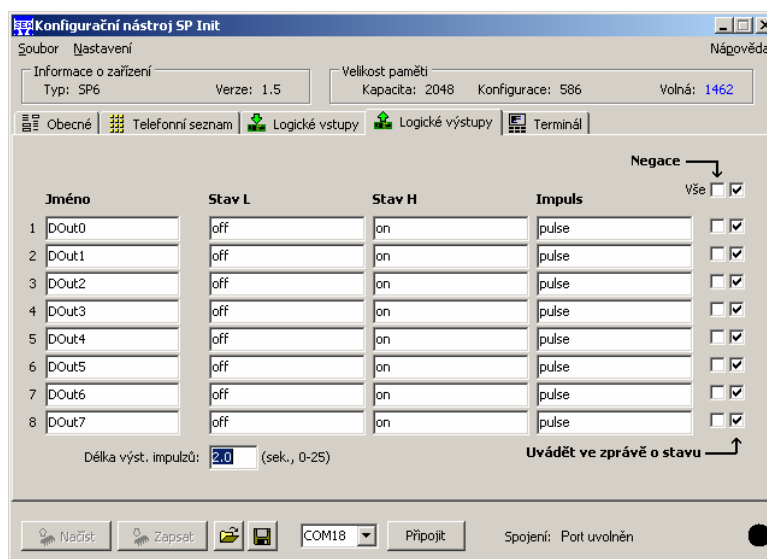 Konfigurační nástroj SP Init
Soubor Nastavení Nápověda
Informace o zařízení Velikost paměti
Typ: SP6 Verze: 1.5 Kapacita: 2048 Konfigurace: 586 Volná: 1462
Obecné Telefonní seznam Logické vstupy Logické výstupy Terminál
Negace
Vše
Jméno Stav L Stav H Impuls
1 DOut0 off on pulse
2 DOut1 off on pulse
3 DOut2 off on pulse
4 DOut3 off on pulse
5 DOut4 off on pulse
6 DOut5 off on pulse
7 DOut6 off on pulse
8 DOut7 off on pulse
Délka výst. impulzů: 2.0 (sek., 0-25) Uvádět ve zprávě o stavu
Načíst Zapsat COM18 Připojit Spojení: Port uvolněn